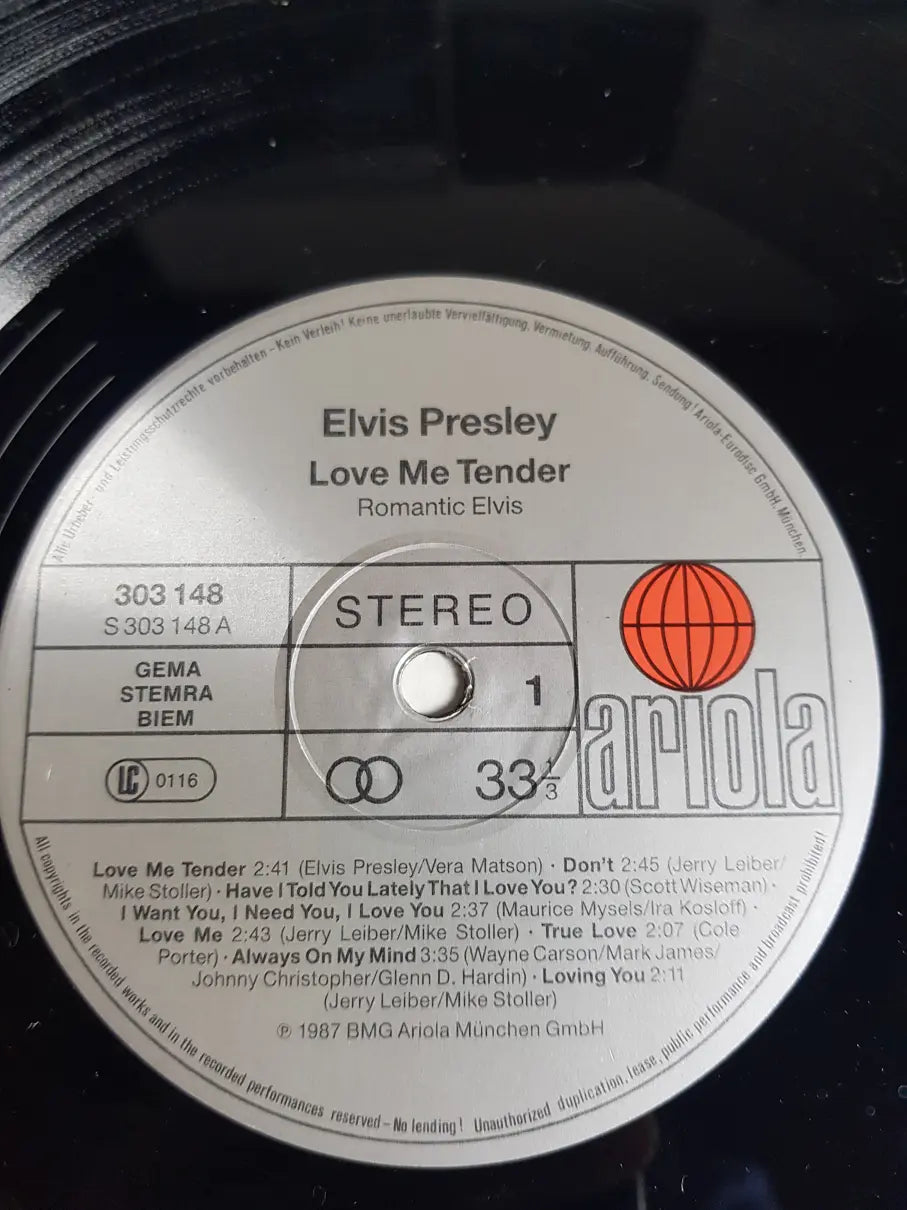 Alle Urheber- und Leistungsschutzrechte vorbehalten – Kein Verleih! Keine unerlaubte Vervielfältigung, Vermietung, Aufführung, Sendung! Ariola-Eurodisc GmbH, München.
Elvis Presley
Love Me Tender
Romantic Elvis
303 148
S 303 148 A
STEREO
GEMA
STEMRA
BIEM
1
LC 0116
33 1/3
ariola
Love Me Tender 2:41 (Elvis Presley/Vera Matson) · Don't 2:45 (Jerry Leiber/
Mike Stoller) · Have I Told You Lately That I Love You? 2:30 (Scott Wiseman) ·
I Want You, I Need You, I Love You 2:37 (Maurice Mysels/Ira Kosloff) ·
Love Me 2:43 (Jerry Leiber/Mike Stoller) · True Love 2:07 (Cole
Porter) · Always On My Mind 3:35 (Wayne Carson/Mark James/
Johnny Christopher/Glenn D. Hardin) · Loving You 2:11
(Jerry Leiber/Mike Stoller)
℗ 1987 BMG Ariola München GmbH
All copyrights in the recorded works and in the recorded performances reserved – No lending! Unauthorized duplication, lease, public performance and broadcast prohibited!